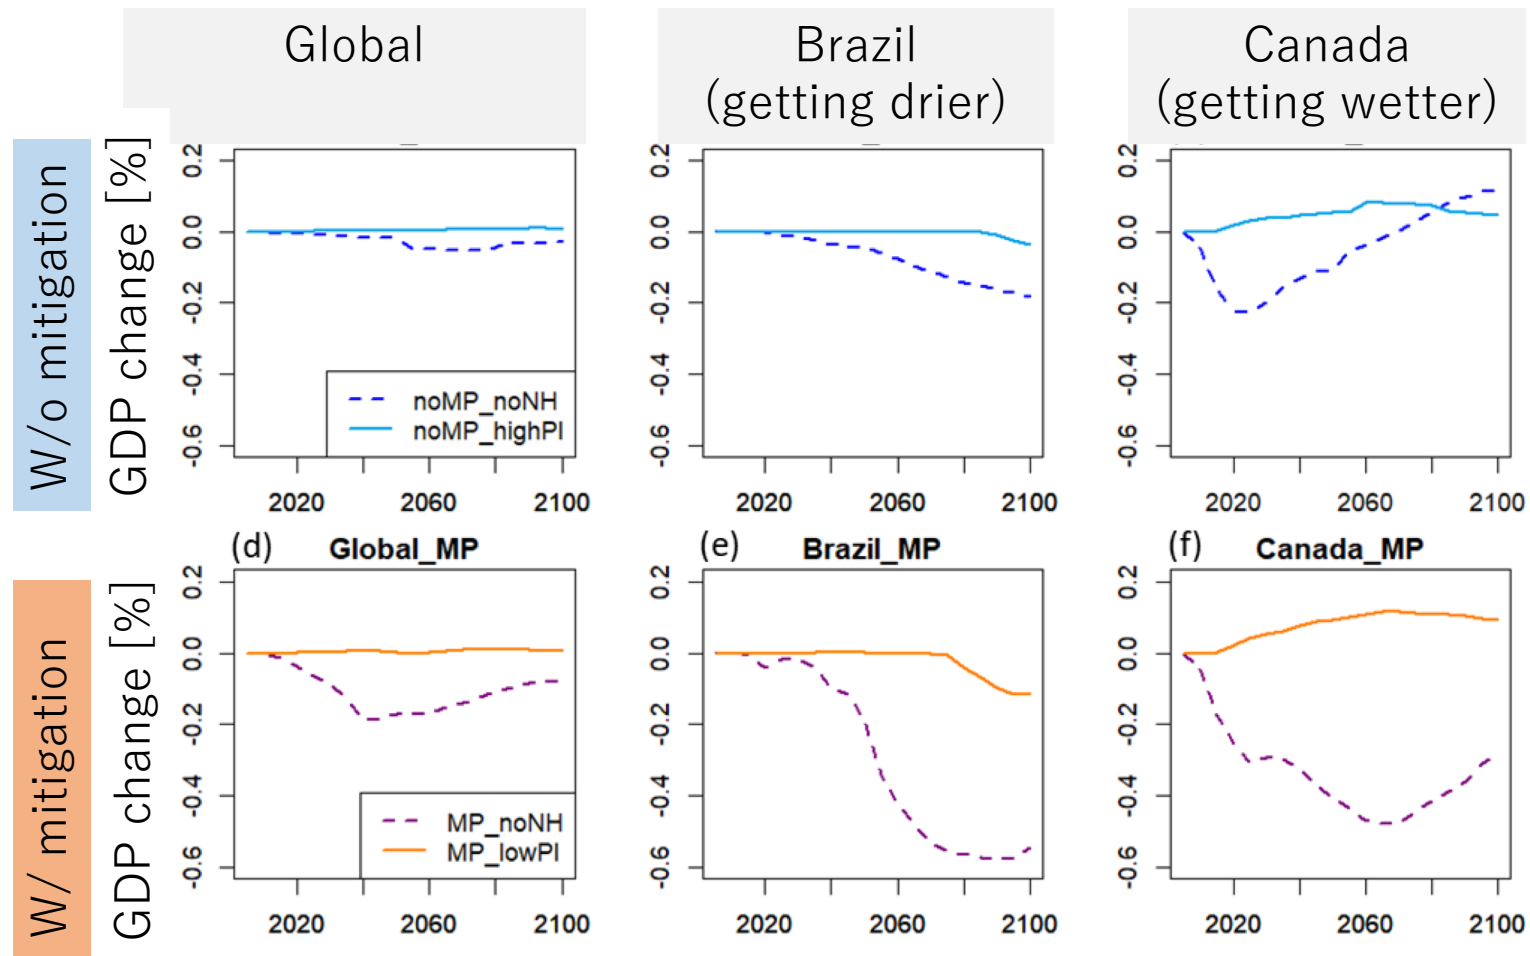 Global
Brazil
(getting drier)
Canada
(getting wetter)
W/o mitigation
GDP change [%]
0.2
0.0
-0.2
-0.4
-0.6
noMP_noNH
noMP_highPI
2020 2060 2100
0.2
0.0
-0.2
-0.4
-0.6
2020 2060 2100
0.2
0.0
-0.2
-0.4
-0.6
2020 2060 2100
W/ mitigation
GDP change [%]
(d) Global_MP
0.2
0.0
-0.2
-0.4
-0.6
MP_noNH
MP_lowPI
2020 2060 2100
(e) Brazil_MP
0.2
0.0
-0.2
-0.4
-0.6
2020 2060 2100
(f) Canada_MP
0.2
0.0
-0.2
-0.4
-0.6
2020 2060 2100